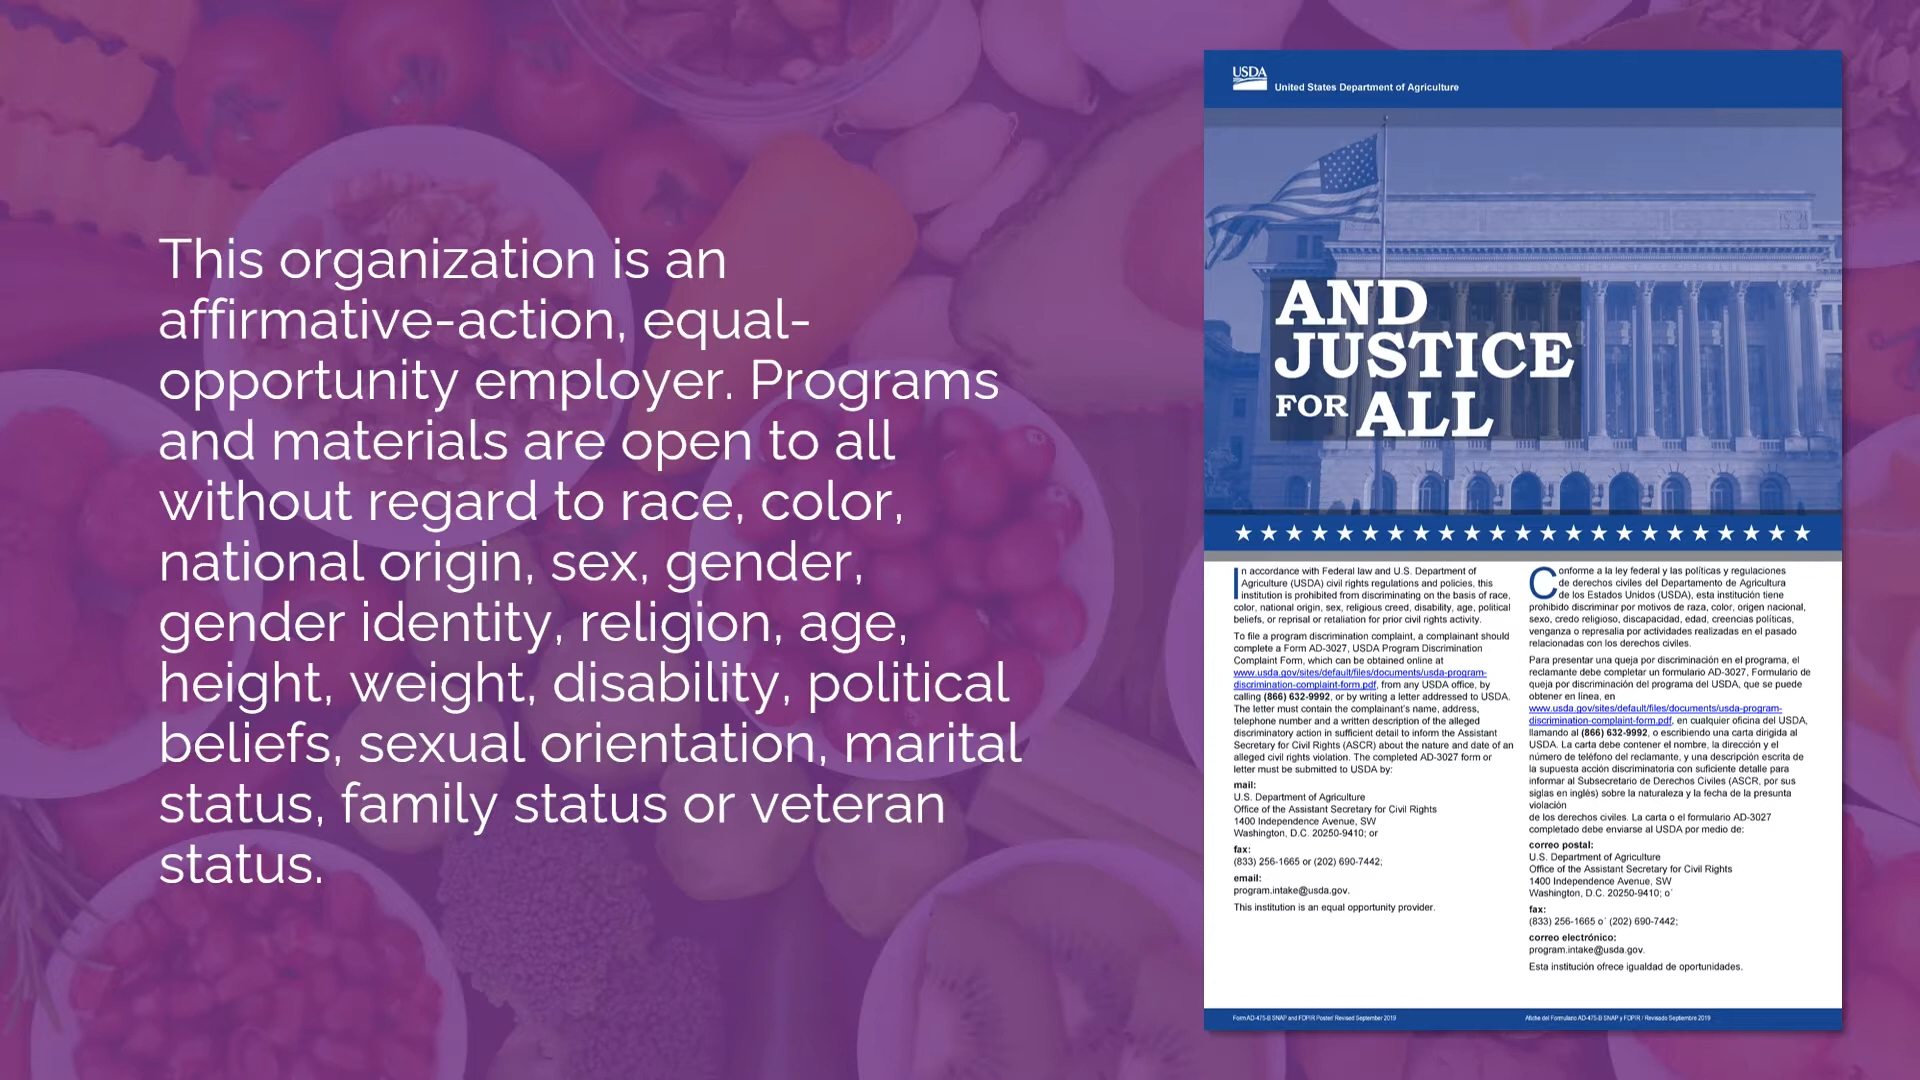 This organization is an
affirmative-action, equal-
opportunity employer. Programs
and materials are open to all
without regard to race, color,
national origin, sex, gender,
gender identity, religion, age,
height, weight, disability, political
beliefs, sexual orientation, marital
status, family status or veteran
status.
USDA
United States Department of Agriculture
AND
JUSTICE
FOR ALL
In accordance with Federal law and U.S. Department of
Agriculture (USDA) civil rights regulations and policies, this
institution is prohibited from discriminating on the basis of race,
color, national origin, sex, religious creed, disability, age, political
beliefs, or reprisal or retaliation for prior civil rights activity.
To file a program discrimination complaint, a complainant should
complete a Form AD-3027, USDA Program Discrimination
Complaint Form, which can be obtained online at
www.usda.gov/sites/default/files/documents/usda-program-
discrimination-complaint-form.pdf, from any USDA office, by
calling (866) 632-9992, or by writing a letter addressed to USDA.
The letter must contain the complainant's name, address,
telephone number and a written description of the alleged
discriminatory action in sufficient detail to inform the Assistant
Secretary for Civil Rights (ASCR) about the nature and date of an
alleged civil rights violation. The completed AD-3027 form or
letter must be submitted to USDA by:
mail:
U.S. Department of Agriculture
Office of the Assistant Secretary for Civil Rights
1400 Independence Avenue, SW
Washington, D.C. 20250-9410; or
fax:
(833) 256-1665 or (202) 690-7442;
email:
program.intake@usda.gov.
This institution is an equal opportunity provider.
Conforme a la ley federal y las políticas y regulaciones
de derechos civiles del Departamento de Agricultura
de los Estados Unidos (USDA), esta institución tiene
prohibido discriminar por motivos de raza, color, origen nacional,
sexo, credo religioso, discapacidad, edad, creencias políticas,
venganza o represalia por actividades realizadas en el pasado
relacionadas con los derechos civiles.
Para presentar una queja por discriminación en el programa, el
reclamante debe completar un formulario AD-3027, Formulario de
queja por discriminación del programa del USDA, que se puede
obtener en línea, en
www.usda.gov/sites/default/files/documents/usda-program-
discrimination-complaint-form.pdf, en cualquier oficina del USDA,
llamando al (866) 632-9992, o escribiendo una carta dirigida al
USDA. La carta debe contener el nombre, la dirección y el
número de teléfono del reclamante, y una descripción escrita de
la supuesta acción discriminatoria con suficiente detalle para
informar al Subsecretario de Derechos Civiles (ASCR, por sus
siglas en inglés) sobre la naturaleza y la fecha de la presunta
violación
de los derechos civiles. La carta o el formulario AD-3027
completado debe enviarse al USDA por medio de:
correo postal:
U.S. Department of Agriculture
Office of the Assistant Secretary for Civil Rights
1400 Independence Avenue, SW
Washington, D.C. 20250-9410; o´
fax:
(833) 256-1665 o´ (202) 690-7442;
correo electrónico:
program.intake@usda.gov.
Esta institución ofrece igualdad de oportunidades.
Form AD-475-B SNAP and FDPIR Poster/ Revised September 2019
Afiche del Formulario AD-475-B SNAP y FDPIR / Revisado Septiembre 2019